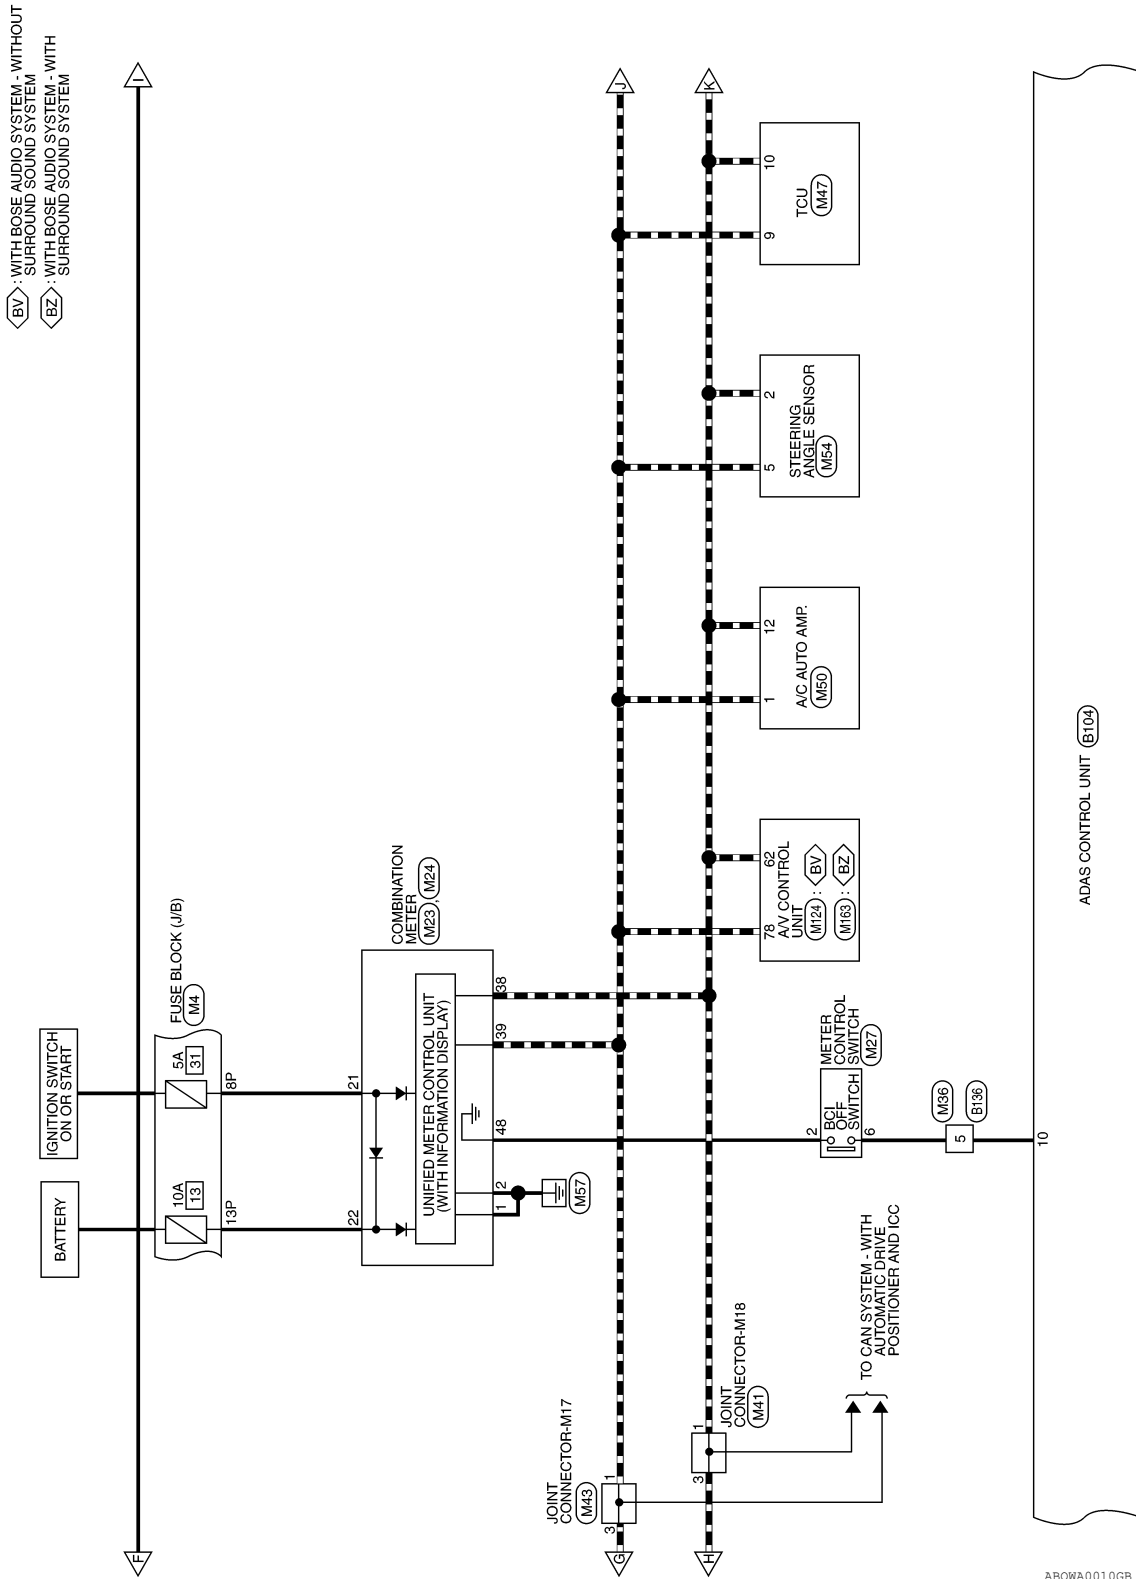 BV : WITH BOSE AUDIO SYSTEM - WITHOUT
SURROUND SOUND SYSTEM
BZ : WITH BOSE AUDIO SYSTEM - WITH
SURROUND SOUND SYSTEM
F
I
BATTERY
IGNITION SWITCH
ON OR START
10A
13
5A
31
FUSE BLOCK (J/B)
M4
13P
8P
22
21
COMBINATION
METER
M23 , M24
UNIFIED METER CONTROL UNIT
(WITH INFORMATION DISPLAY)
1
2
48
39
38
M57
JOINT
CONNECTOR-M17
M43
G
3
1
J
JOINT
CONNECTOR-M18
M41
H
3
1
K
TO CAN SYSTEM - WITH
AUTOMATIC DRIVE
POSITIONER AND ICC
METER
CONTROL
SWITCH
M27
2
BCI
OFF
SWITCH
6
M36
5
B136
78
62
A/V CONTROL
UNIT
M124 : BV
M163 : BZ
1
12
A/C AUTO AMP.
M50
5
2
STEERING
ANGLE SENSOR
M54
9
10
TCU
M47
10
ADAS CONTROL UNIT B104
ABOWA0010GB